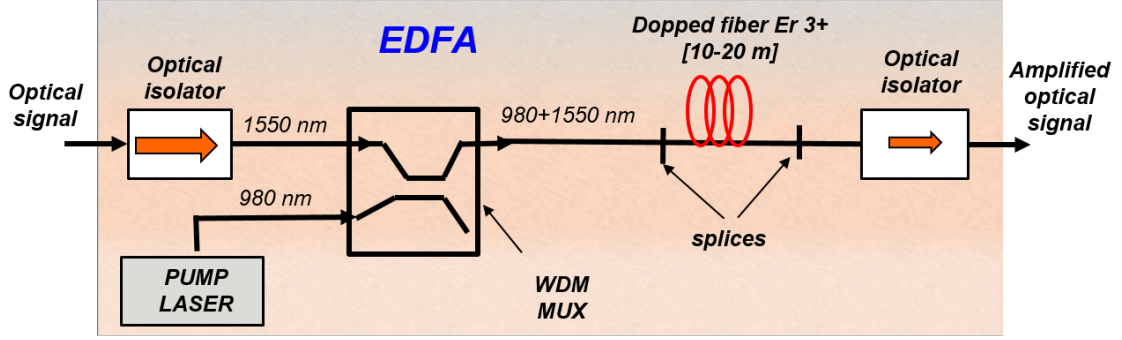 EDFA
Dopped fiber Er 3+
[10-20 m]
Optical
isolator
Optical
isolator
Optical
signal
Amplified
optical
signal
1550 nm
980+1550 nm
980 nm
splices
PUMP
LASER
WDM
MUX